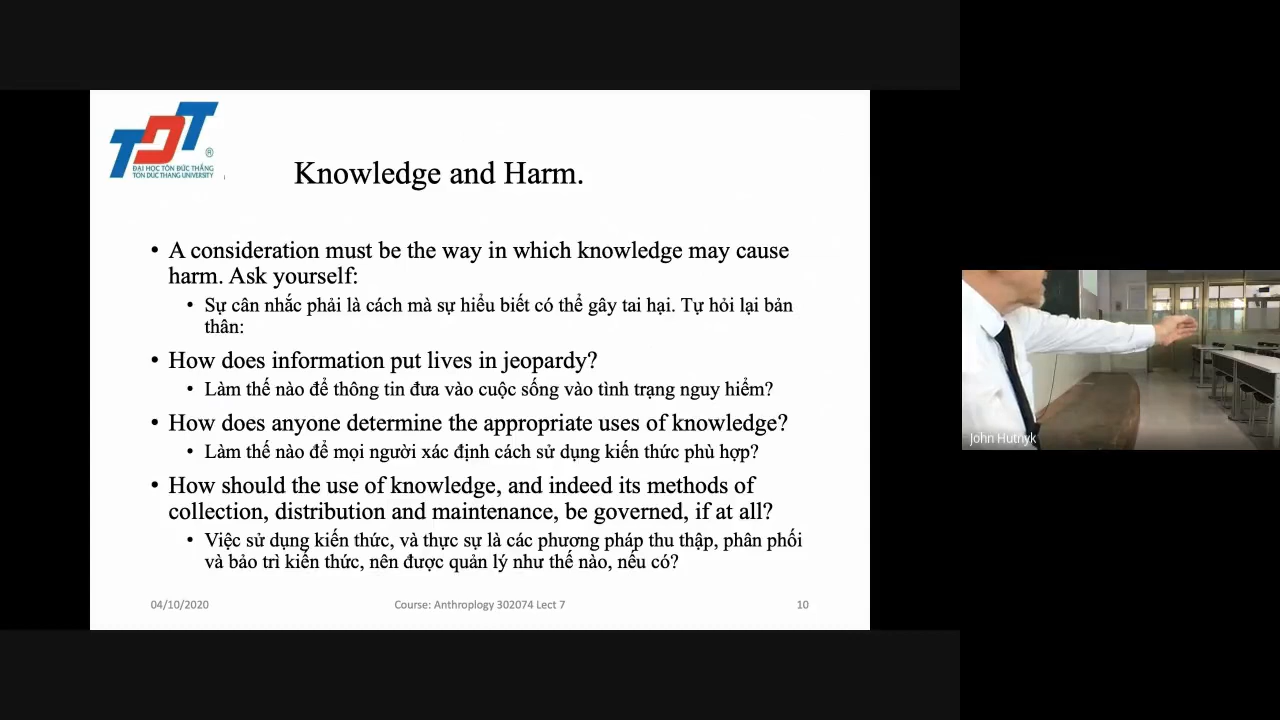 TDT
®
ĐẠI HỌC TÔN ĐỨC THẮNG
TON DUC THANG UNIVERSITY
Knowledge and Harm.
• A consideration must be the way in which knowledge may cause
harm. Ask yourself:
• Sự cân nhắc phải là cách mà sự hiểu biết có thể gây tai hại. Tự hỏi lại bản
thân:
• How does information put lives in jeopardy?
• Làm thế nào để thông tin đưa vào cuộc sống vào tình trạng nguy hiểm?
• How does anyone determine the appropriate uses of knowledge?
• Làm thế nào để mọi người xác định cách sử dụng kiến thức phù hợp?
• How should the use of knowledge, and indeed its methods of
collection, distribution and maintenance, be governed, if at all?
• Việc sử dụng kiến thức, và thực sự là các phương pháp thu thập, phân phối
và bảo trì kiến thức, nên được quản lý như thế nào, nếu có?
04/10/2020 Course: Anthroplogy 302074 Lect 7 10
John Hutnyk